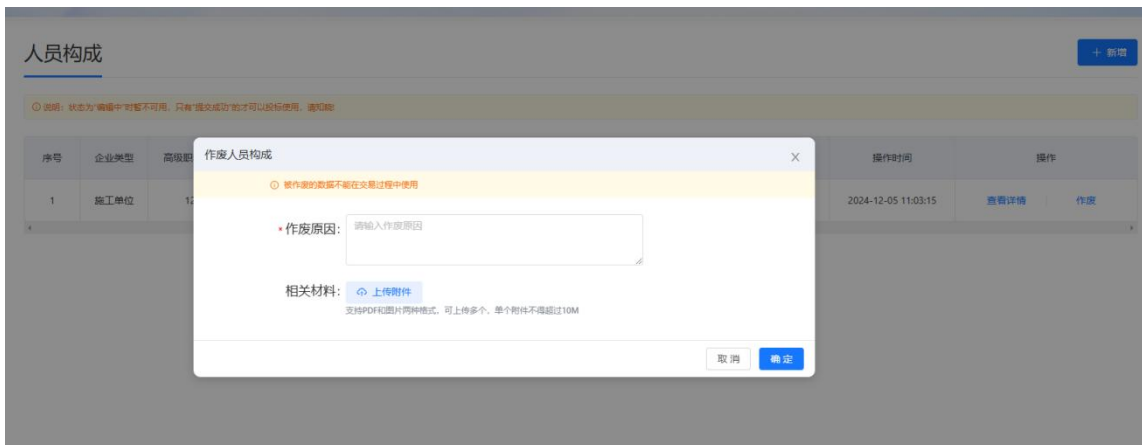 人员构成
+ 新增
说明：状态为"编辑中"时暂不可用，只有"提交成功"的才可以投标使用，请知晓!
序号 企业类型 高级职 操作时间 操作
1 施工单位 12 2024-12-05 11:03:15 查看详情 作废
作废人员构成 X
被作废的数据不能在交易过程中使用
*作废原因: 请输入作废原因
相关材料: 上传附件
支持PDF和图片两种格式，可上传多个，单个附件不得超过10M
取消 确定